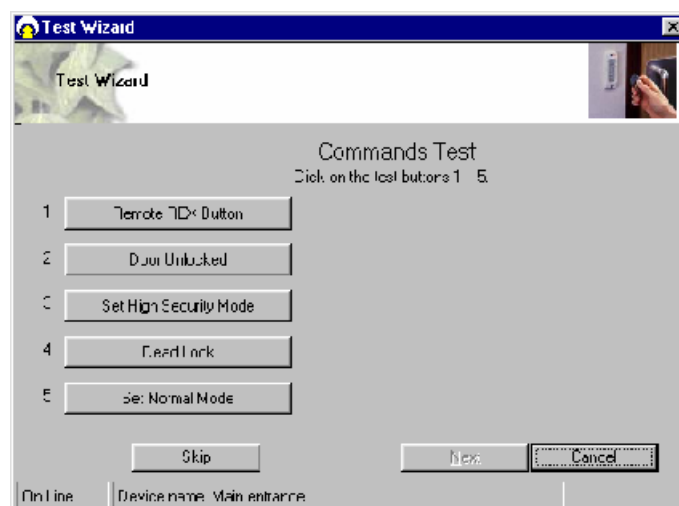 Test Wizard
Test Wizard
Commands Test
Click on the test buttons 1 5.
1 Remote REX Button
2 Door Unlocked
3 Set High Security Mode
4 Dead Lock
5 Set Normal Mode
Skip Next Cancel
On Line Device name: Main entrance